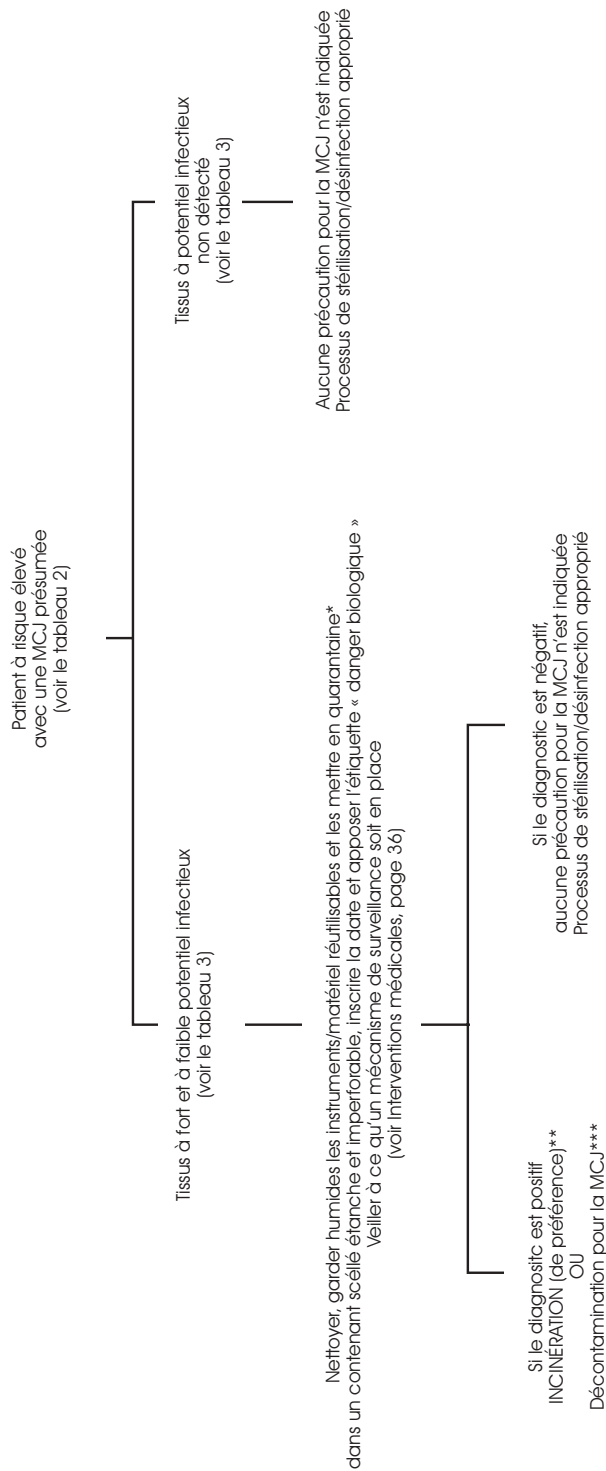 Patient à risque élevé
avec une MCJ présumée
(voir le tableau 2)
Tissus à fort et à faible potentiel infectieux
(voir le tableau 3)
Tissus à potentiel infectieux
non détecté
(voir le tableau 3)
Nettoyer, garder humides les instruments/matériel réutilisables et les mettre en quarantaine*
dans un contenant scéllé étanche et imperforable, inscrire la date et apposer l'étiquette « danger biologique »
Veiller à ce qu'un mécanisme de surveillance soit en place
(voir Interventions médicales, page 36)
Aucune précaution pour la MCJ n'est indiquée
Processus de stérilisation/désinfection approprié
Si le diagnositc est positif
INCINÉRATION (de préférence)**
OU
Décontamination pour la MCJ***
Si le diagnostic est négatif,
aucune précaution pour la MCJ n'est indiquée
Processus de stérilisation/désinfection approprié